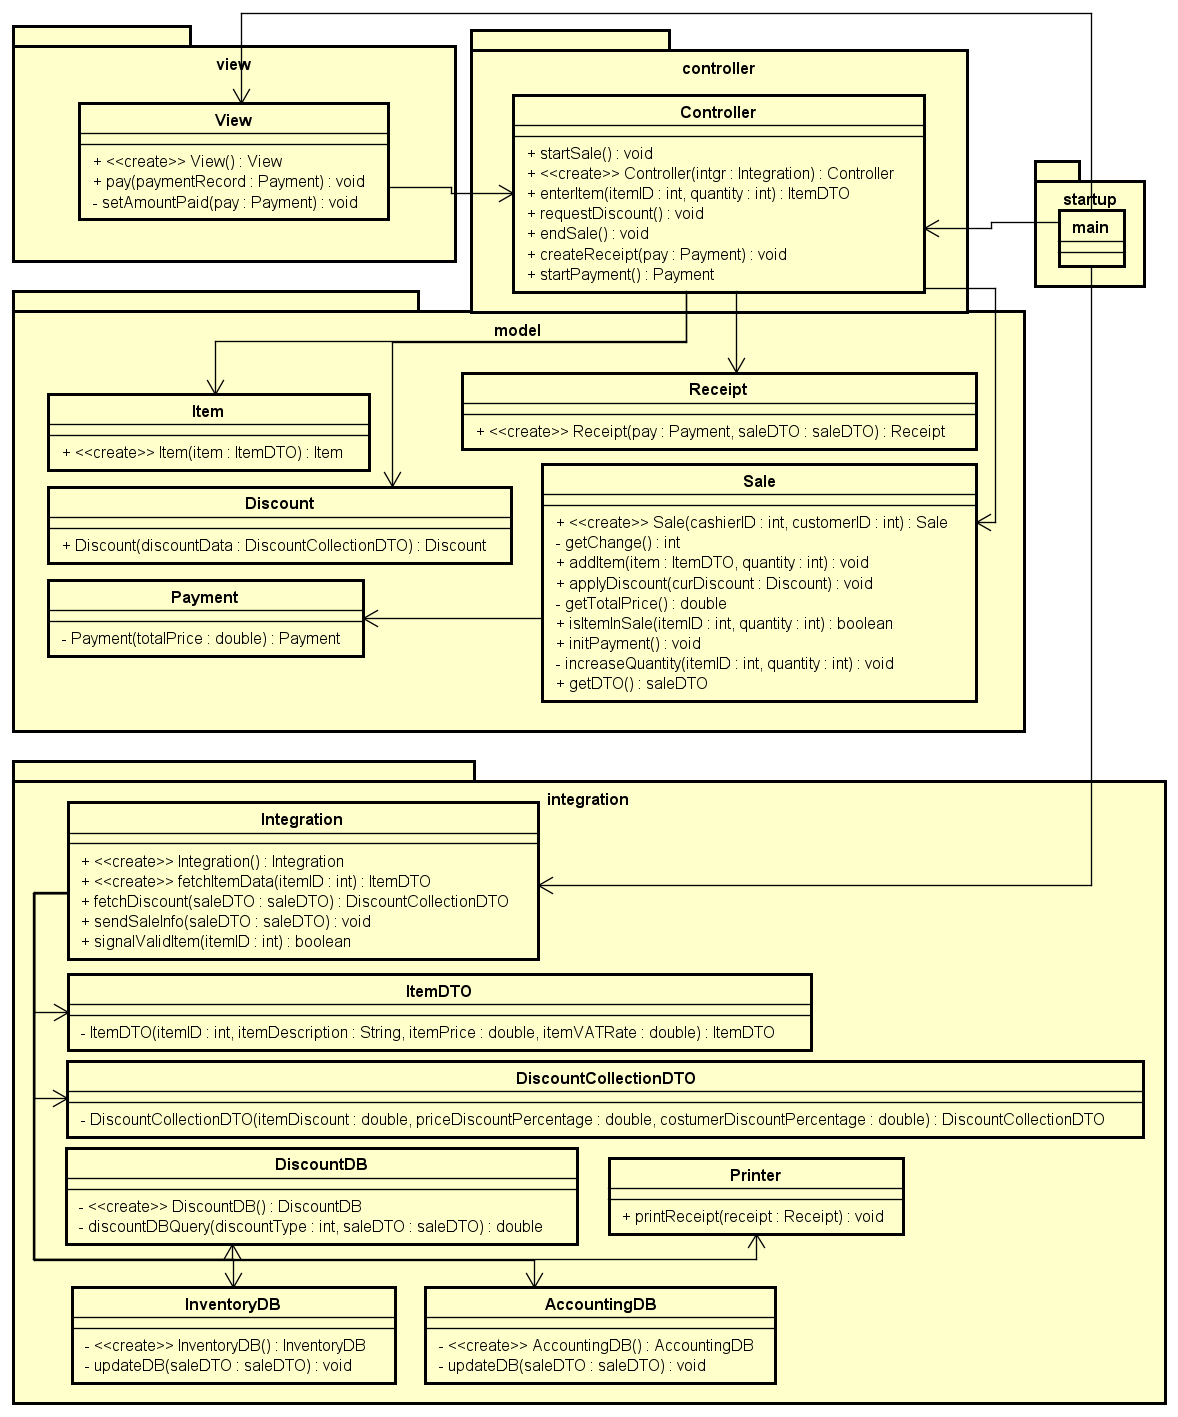 view
View
+ <<create>> View() : View
+ pay(paymentRecord : Payment) : void
- setAmountPaid(pay : Payment) : void
controller
Controller
+ startSale() : void
+ <<create>> Controller(intgr : Integration) : Controller
+ enterItem(itemID : int, quantity : int) : ItemDTO
+ requestDiscount() : void
+ endSale() : void
+ createReceipt(pay : Payment) : void
+ startPayment() : Payment
startup
main
model
Item
+ <<create>> Item(item : ItemDTO) : Item
Receipt
+ <<create>> Receipt(pay : Payment, saleDTO : saleDTO) : Receipt
Discount
+ Discount(discountData : DiscountCollectionDTO) : Discount
Payment
- Payment(totalPrice : double) : Payment
Sale
+ <<create>> Sale(cashierID : int, customerID : int) : Sale
- getChange() : int
+ addItem(item : ItemDTO, quantity : int) : void
+ applyDiscount(curDiscount : Discount) : void
- getTotalPrice() : double
+ isItemInSale(itemID : int, quantity : int) : boolean
+ initPayment() : void
- increaseQuantity(itemID : int, quantity : int) : void
+ getDTO() : saleDTO
integration
Integration
+ <<create>> Integration() : Integration
+ <<create>> fetchItemData(itemID : int) : ItemDTO
+ fetchDiscount(saleDTO : saleDTO) : DiscountCollectionDTO
+ sendSaleInfo(saleDTO : saleDTO) : void
+ signalValidItem(itemID : int) : boolean
ItemDTO
- ItemDTO(itemID : int, itemDescription : String, itemPrice : double, itemVATRate : double) : ItemDTO
DiscountCollectionDTO
- DiscountCollectionDTO(itemDiscount : double, priceDiscountPercentage : double, costumerDiscountPercentage : double) : DiscountCollectionDTO
DiscountDB
- <<create>> DiscountDB() : DiscountDB
- discountDBQuery(discountType : int, saleDTO : saleDTO) : double
Printer
+ printReceipt(receipt : Receipt) : void
InventoryDB
- <<create>> InventoryDB() : InventoryDB
- updateDB(saleDTO : saleDTO) : void
AccountingDB
- <<create>> AccountingDB() : AccountingDB
- updateDB(saleDTO : saleDTO) : void